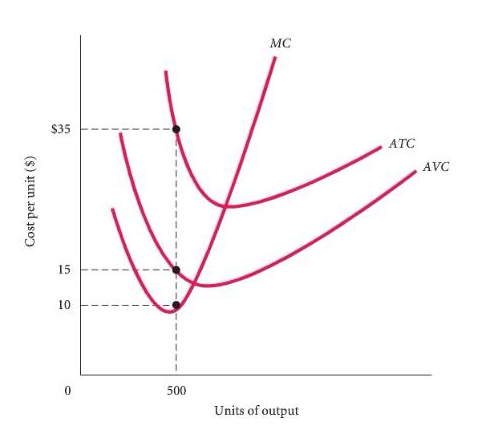 MC
$35
ATC
AVC
Cost per unit ($)
15
10
0
500
Units of output